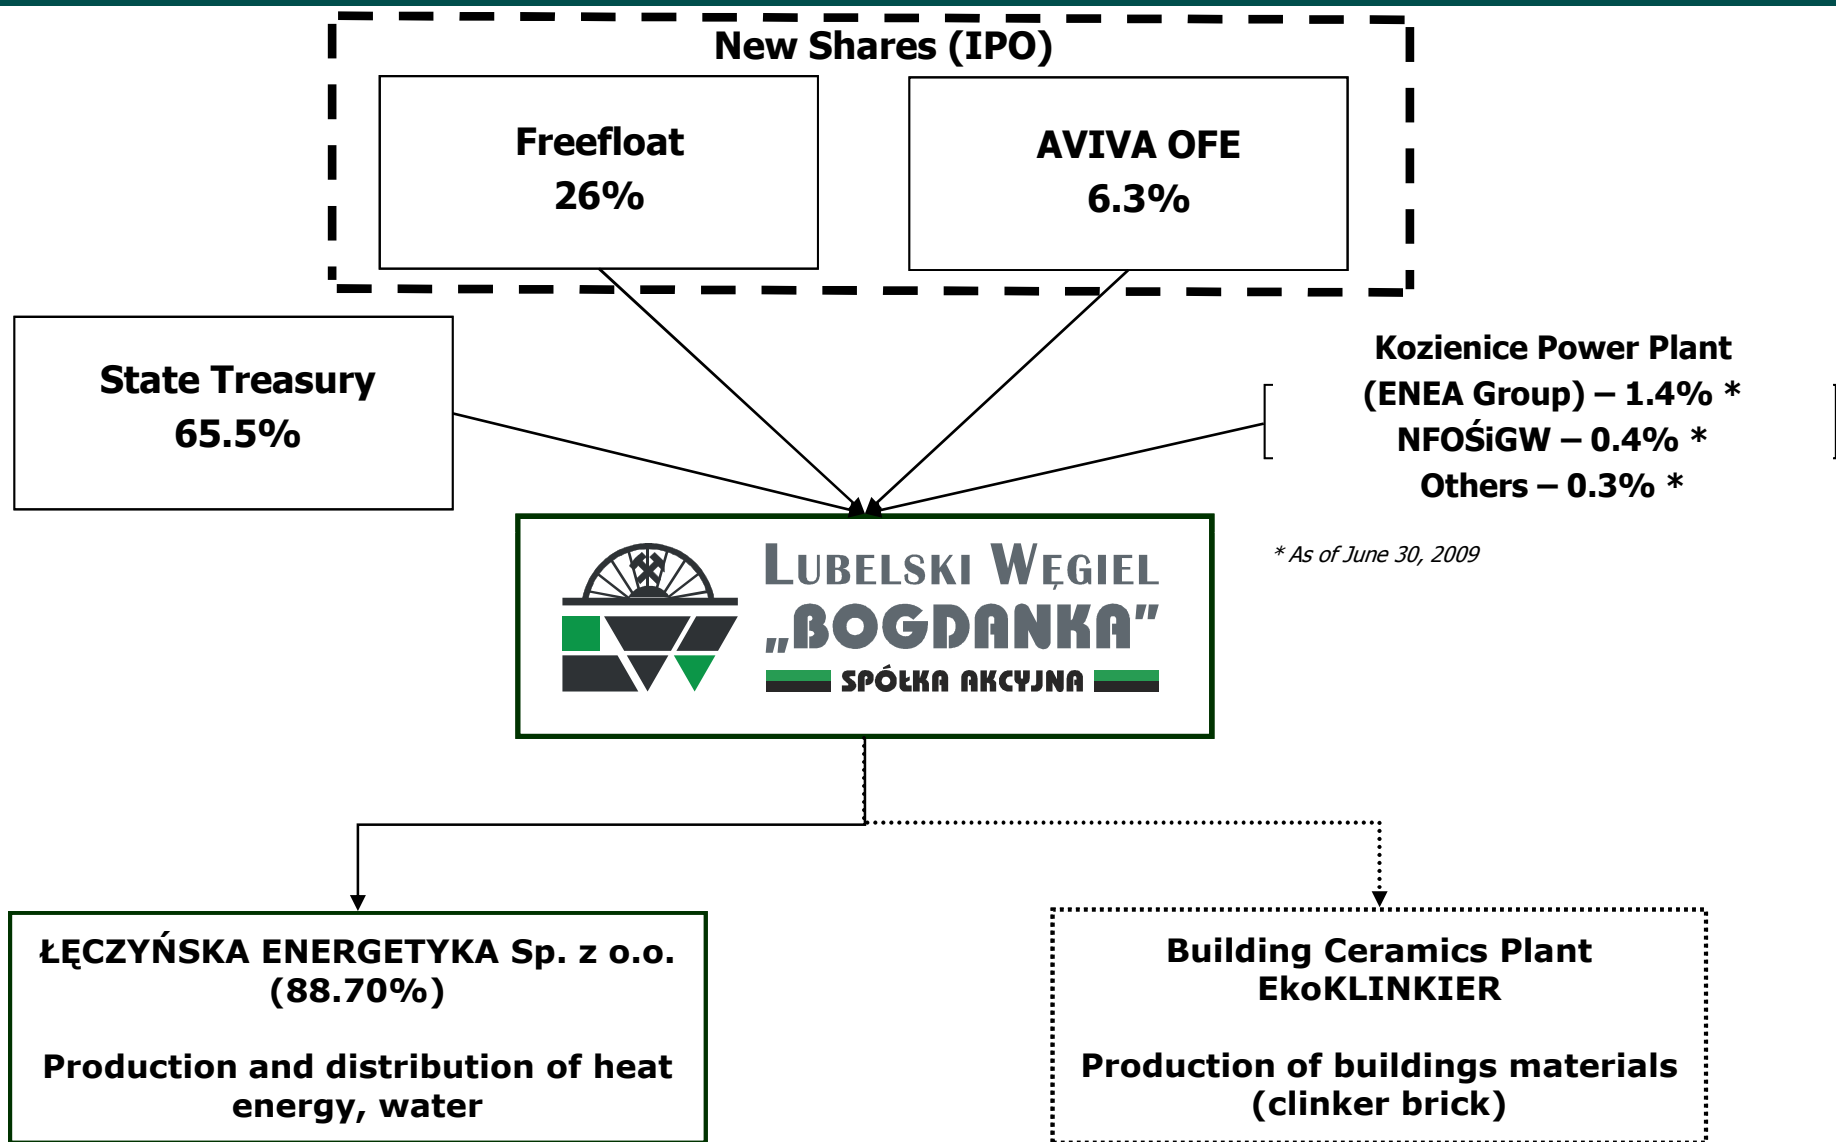 New Shares (IPO)
Freefloat
26%
AVIVA OFE
6.3%
State Treasury
65.5%
Kozienice Power Plant
(ENEA Group) – 1.4% *
NFOŚiGW – 0.4% *
Others – 0.3% *
* As of June 30, 2009
LUBELSKI WĘGIEL
„BOGDANKA”
SPÓŁKA AKCYJNA
ŁĘCZYŃSKA ENERGETYKA Sp. z o.o.
(88.70%)
Production and distribution of heat
energy, water
Building Ceramics Plant
EkoKLINKIER
Production of buildings materials
(clinker brick)